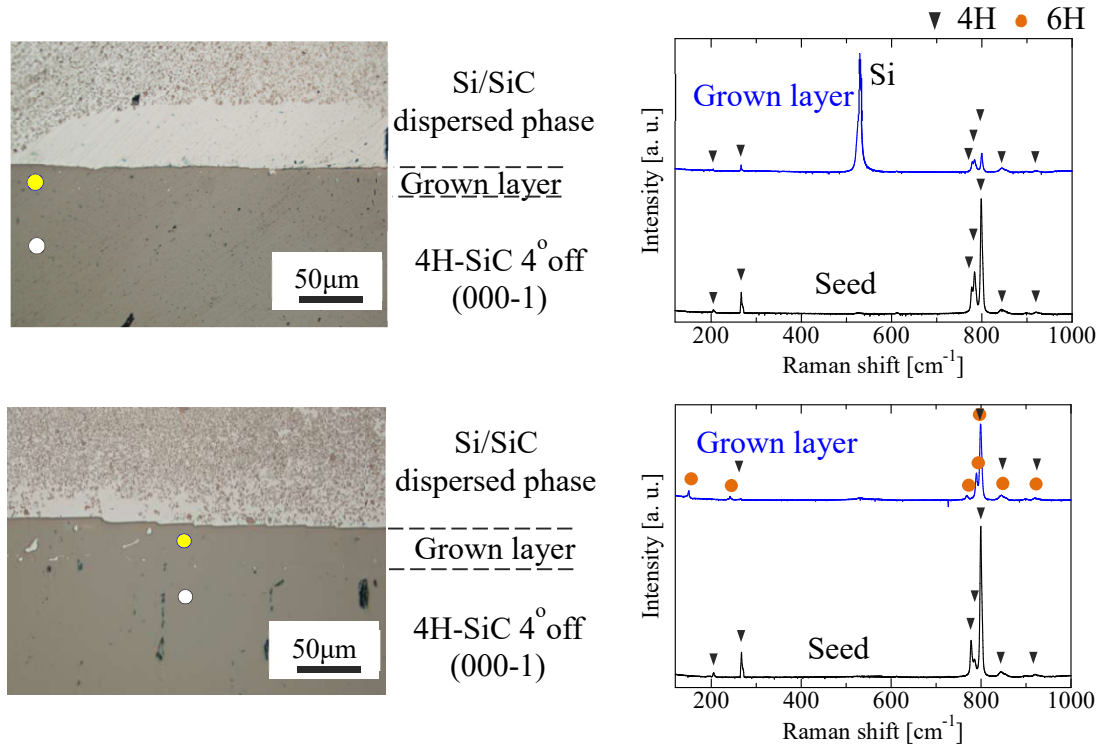 ▼ 4H ● 6H
Si/SiC
dispersed phase
Grown layer
4H-SiC 4°off
(000-1)
50μm
Intensity [a. u.]
Grown layer
Si
Seed
200 400 600 800 1000
Raman shift [cm⁻¹]
Si/SiC
dispersed phase
Grown layer
4H-SiC 4°off
(000-1)
50μm
Intensity [a. u.]
Grown layer
Seed
200 400 600 800 1000
Raman shift [cm⁻¹]